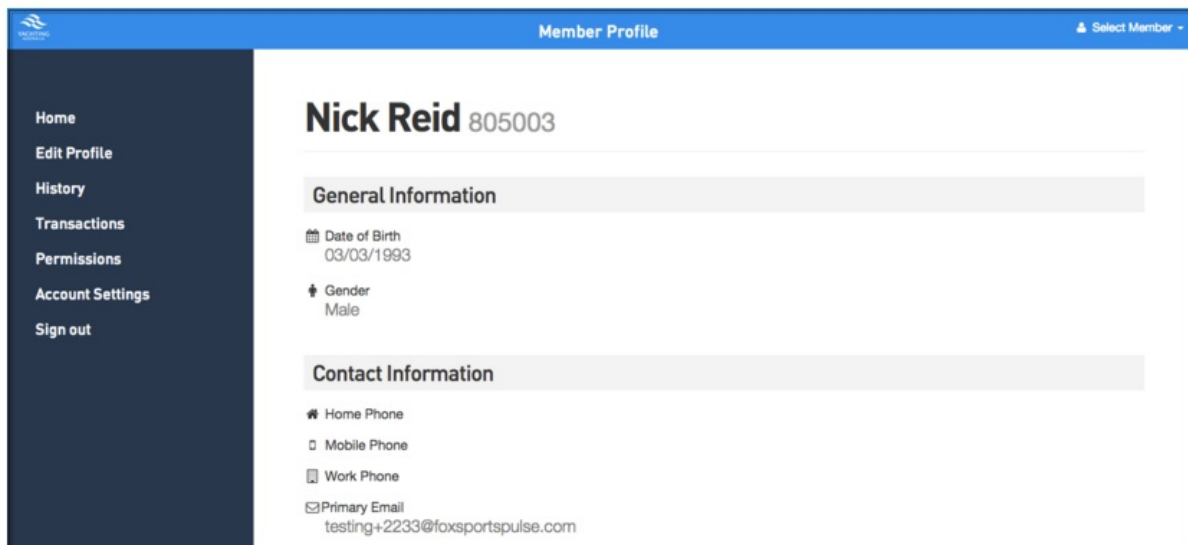 YACHTING
Member Profile
Select Member
Home
Edit Profile
History
Transactions
Permissions
Account Settings
Sign out
Nick Reid 805003
General Information
Date of Birth
03/03/1993
Gender
Male
Contact Information
Home Phone
Mobile Phone
Work Phone
Primary Email
testing+2233@foxsportspulse.com